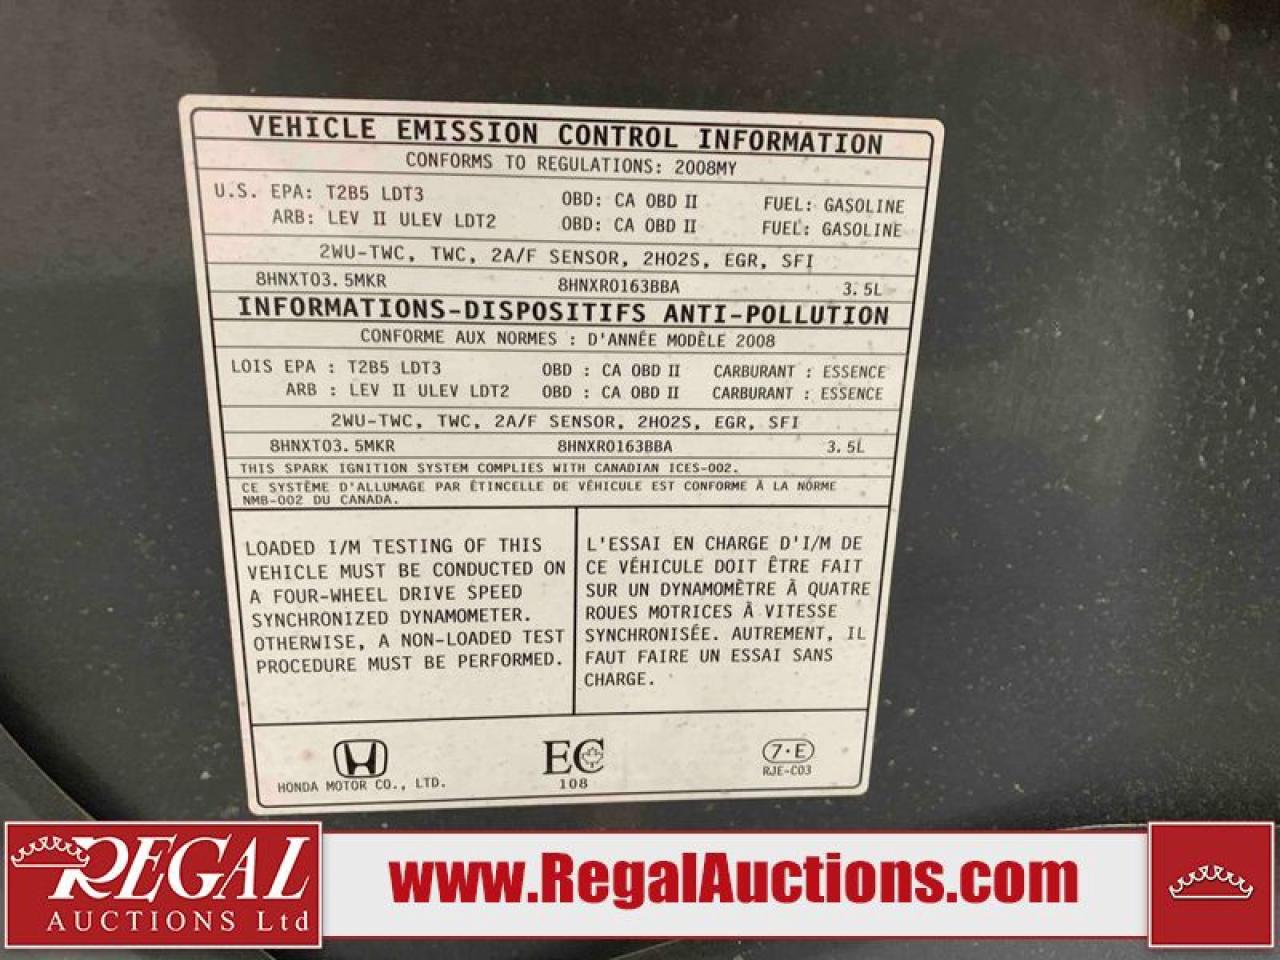 VEHICLE EMISSION CONTROL INFORMATION
CONFORMS TO REGULATIONS: 2008MY
U.S. EPA: T2B5 LDT3 OBD: CA OBD II FUEL: GASOLINE
ARB: LEV II ULEV LDT2 OBD: CA OBD II FUEL: GASOLINE
2WU-TWC, TWC, 2A/F SENSOR, 2HO2S, EGR, SFI
8HNXT03.5MKR 8HNXR0163BBA 3.5L
INFORMATIONS-DISPOSITIFS ANTI-POLLUTION
CONFORME AUX NORMES : D'ANNÉE MODÈLE 2008
LOIS EPA : T2B5 LDT3 OBD : CA OBD II CARBURANT : ESSENCE
ARB : LEV II ULEV LDT2 OBD : CA OBD II CARBURANT : ESSENCE
2WU-TWC, TWC, 2A/F SENSOR, 2HO2S, EGR, SFI
8HNXT03.5MKR 8HNXR0163BBA 3.5L
THIS SPARK IGNITION SYSTEM COMPLIES WITH CANADIAN ICES-002.
CE SYSTÈME D'ALLUMAGE PAR ÉTINCELLE DE VÉHICULE EST CONFORME À LA NORME
NMB-002 DU CANADA.
LOADED I/M TESTING OF THIS
VEHICLE MUST BE CONDUCTED ON
A FOUR-WHEEL DRIVE SPEED
SYNCHRONIZED DYNAMOMETER.
OTHERWISE, A NON-LOADED TEST
PROCEDURE MUST BE PERFORMED.
L'ESSAI EN CHARGE D'I/M DE
CE VÉHICULE DOIT ÊTRE FAIT
SUR UN DYNAMOMÈTRE À QUATRE
ROUES MOTRICES À VITESSE
SYNCHRONISÉE. AUTREMENT, IL
FAUT FAIRE UN ESSAI SANS
CHARGE.
HONDA MOTOR CO., LTD.
EC
108
7·E
RJE-C03
REGAL
AUCTIONS Ltd
www.RegalAuctions.com